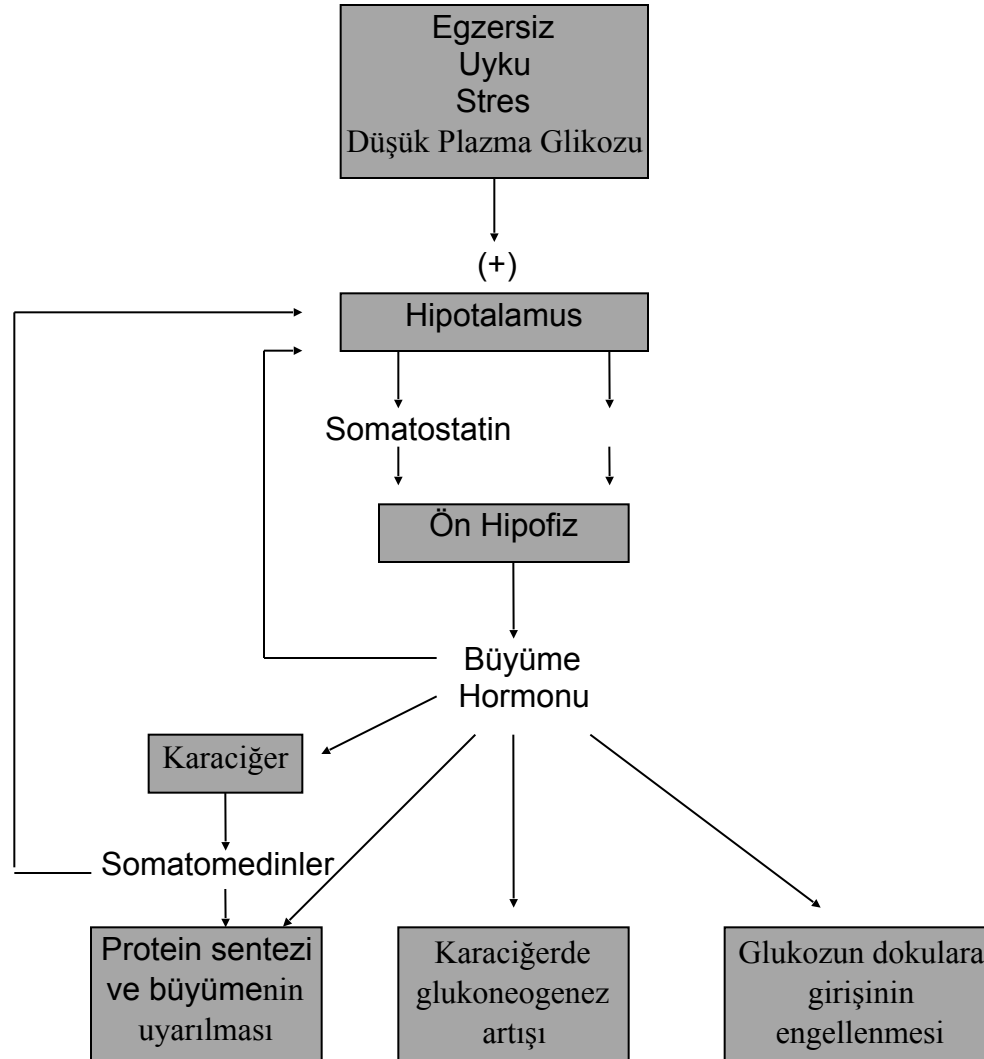 Egzersiz
Uyku
Stres
Düşük Plazma Glikozu
(+)
Hipotalamus
Somatostatin
Ön Hipofiz
Büyüme
Hormonu
Karaciğer
Somatomedinler
Protein sentezi
ve büyümenin
uyarılması
Karaciğerde
glukoneogenez
artışı
Glukozun dokulara
girişinin
engellenmesi